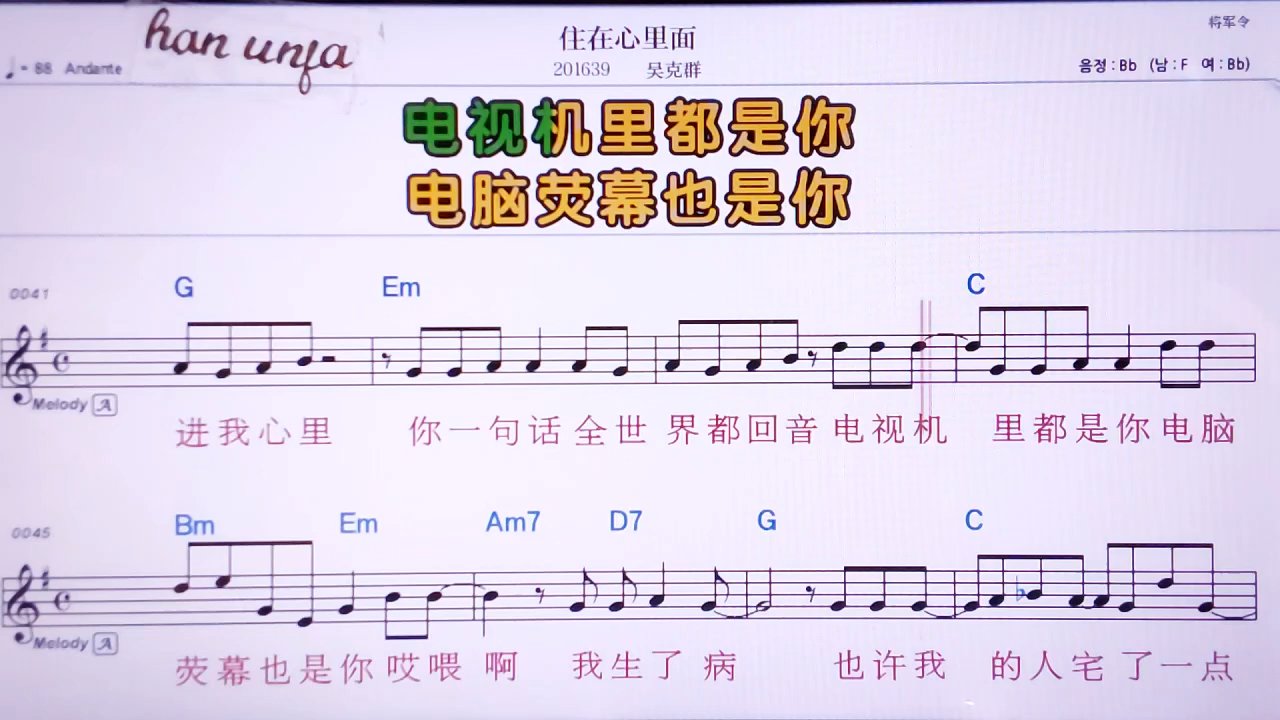 han unfa
住在心里面
将军令
♩= 88 Andante
201639 吴克群
음정 : Bb (남 : F 여 : Bb)
电视机里都是你
电脑荧幕也是你
0041 G Em C
Melody A
进我心里 你一句话全世界都回音电视机 里都是你电脑
0045 Bm Em Am7 D7 G C
Melody A
荧幕也是你哎喂 啊 我生了病 也许我 的人宅了一点